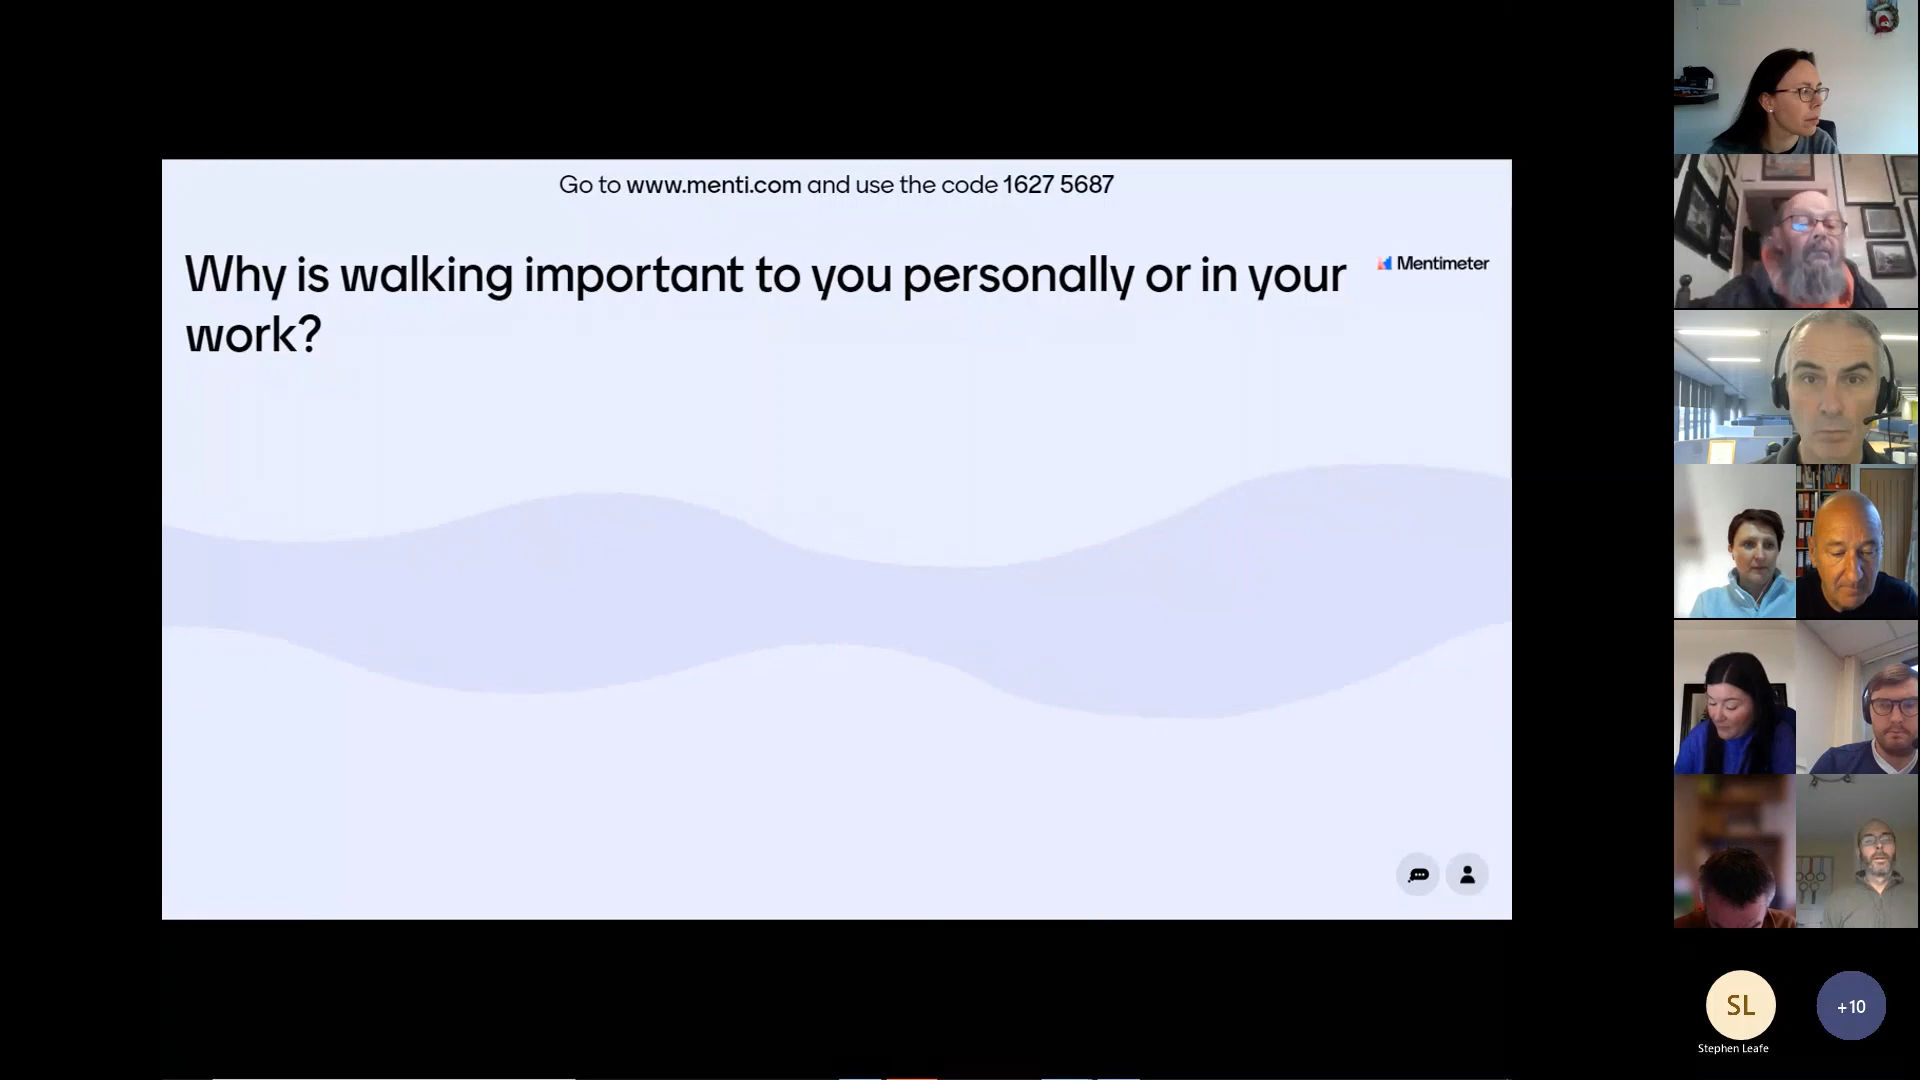 Go to www.menti.com and use the code 1627 5687
Why is walking important to you personally or in your
work?
Mentimeter
SL
+10
Stephen Leafe